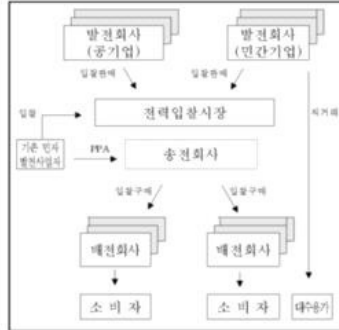 발전회사
(공기업)
발전회사
(민간기업)
입찰판매
입찰판매
입찰
직거래
전력입찰시장
기존 민자
발전사업자
PPA
송전회사
입찰구매
입찰구매
배전회사
배전회사
소 비 자
소 비 자
대수용가